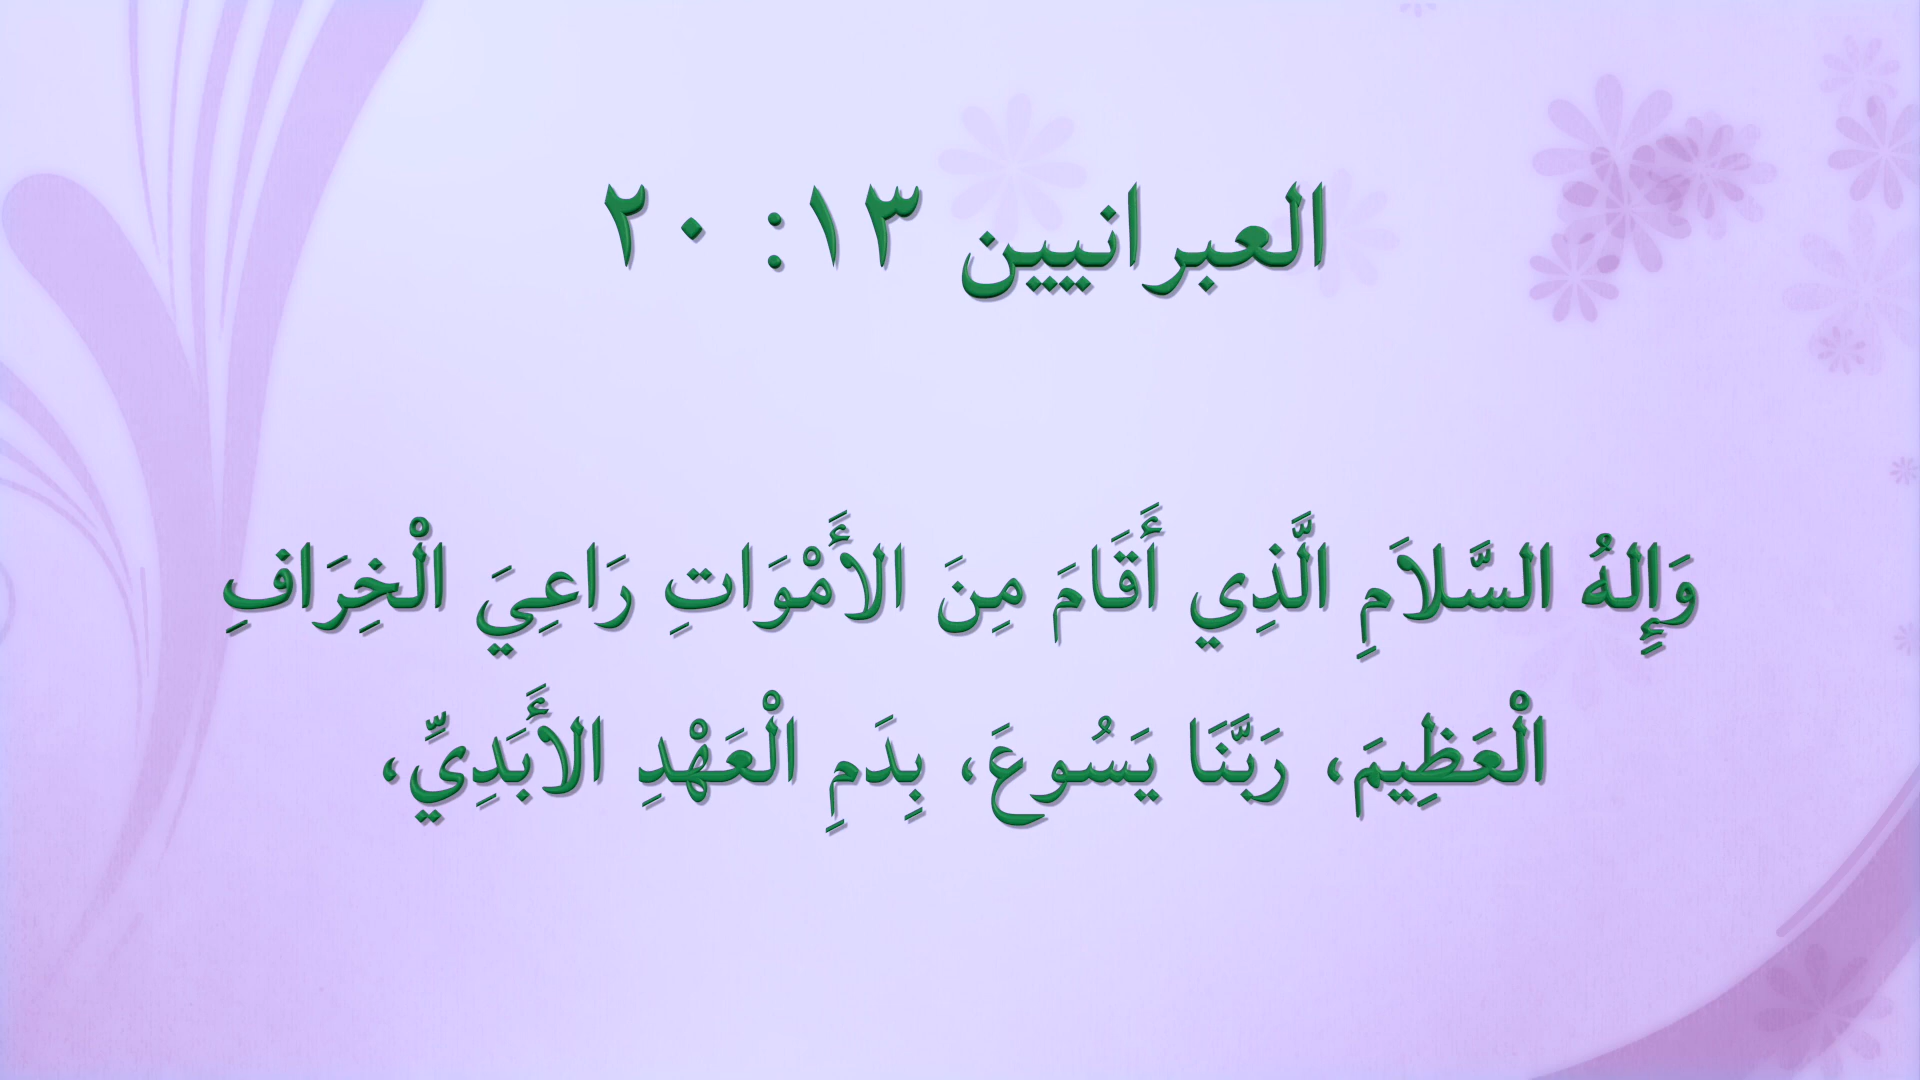 العبرانيين ١٣: ٢٠
وَإِلهُ السَّلاَمِ الَّذِي أَقَامَ مِنَ الأَمْوَاتِ رَاعِيَ الْخِرَافِ
الْعَظِيمَ، رَبَّنَا يَسُوعَ، بِدَمِ الْعَهْدِ الأَبَدِيِّ،